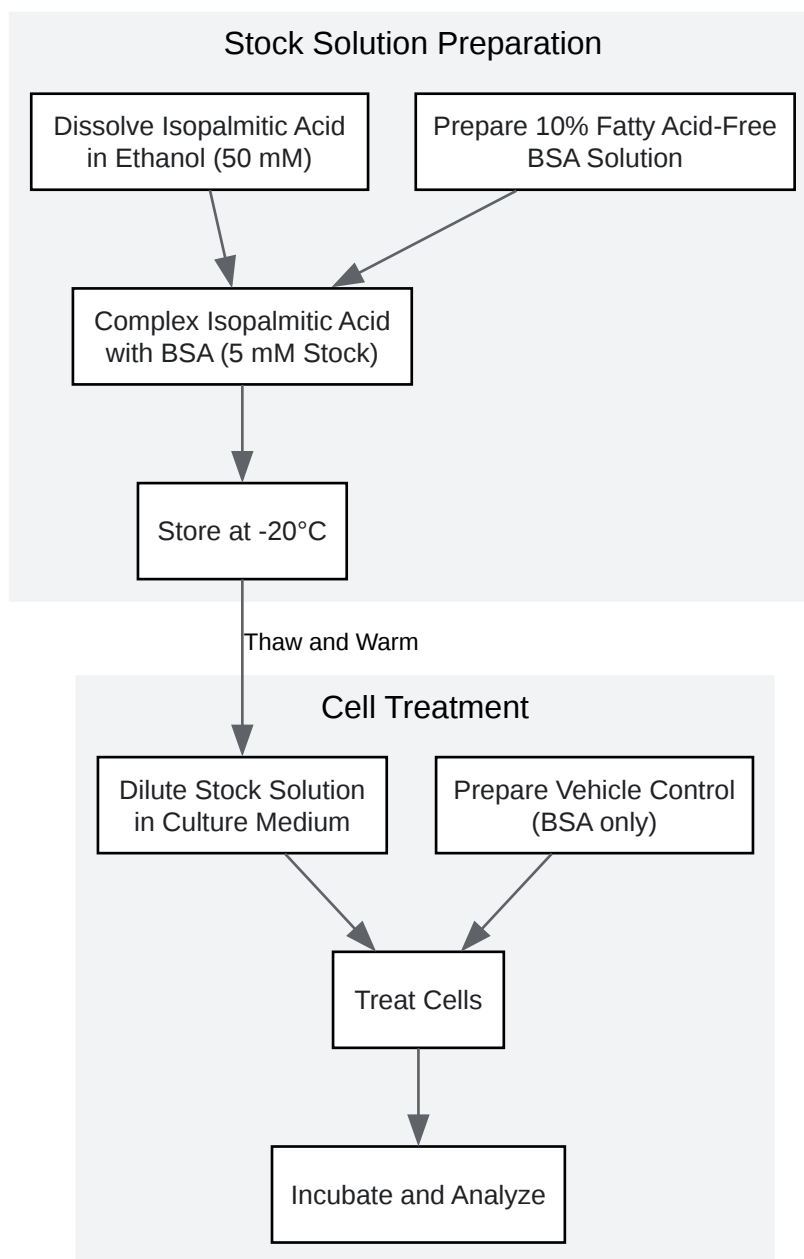 Stock Solution Preparation
Dissolve Isopalmitic Acid
in Ethanol (50 mM)
Prepare 10% Fatty Acid-Free
BSA Solution
Complex Isopalmitic Acid
with BSA (5 mM Stock)
Store at -20°C
Thaw and Warm
Cell Treatment
Dilute Stock Solution
in Culture Medium
Prepare Vehicle Control
(BSA only)
Treat Cells
Incubate and Analyze